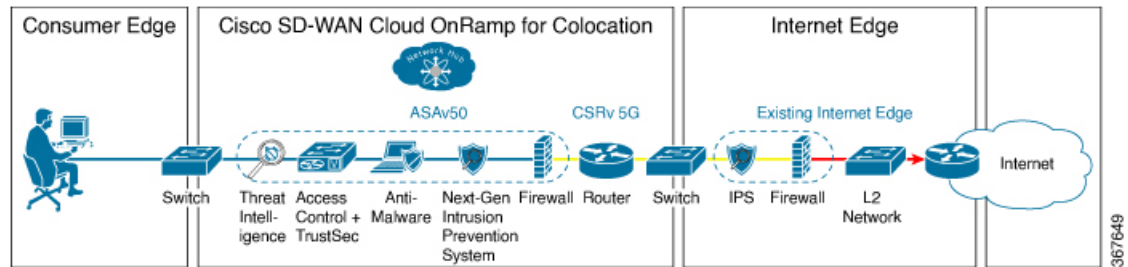 Consumer Edge
Cisco SD-WAN Cloud OnRamp for Colocation
Internet Edge
Network Hub
ASAv50
CSRv 5G
Existing Internet Edge
Internet
Switch
Threat
Intell-
igence
Access
Control +
TrustSec
Anti-
Malware
Next-Gen
Intrusion
Prevention
System
Firewall
Router
Switch
IPS
Firewall
L2
Network
367649